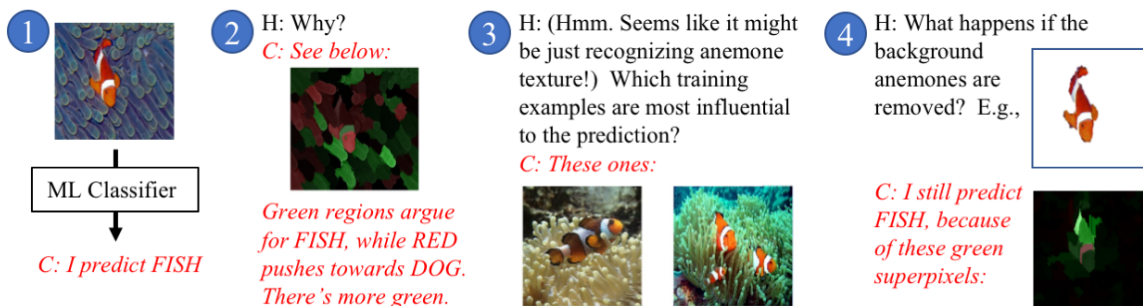 1
ML Classifier
C: I predict FISH
2
H: Why?
C: See below:
Green regions argue
for FISH, while RED
pushes towards DOG.
There's more green.
3
H: (Hmm. Seems like it might
be just recognizing anemone
texture!) Which training
examples are most influential
to the prediction?
C: These ones:
4
H: What happens if the
background
anemones are
removed? E.g.,
C: I still predict
FISH, because
of these green
superpixels: